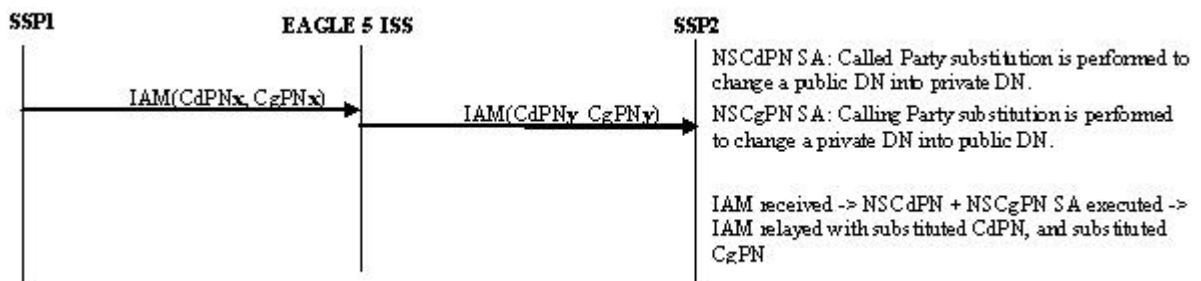 SSP1
EAGLE 5 ISS
SSP2
IAM(CdPNx, CgPNx)
IAM(CdPNy CgPNy)
NSCdPN SA: Called Party substitution is performed to
change a public DN into private DN.
NSCgPN SA: Calling Party substitution is performed
to change a private DN into public DN.
IAM received -> NSCdPN + NSCgPN SA executed ->
IAM relayed with substituted CdPN, and substituted
CgPN